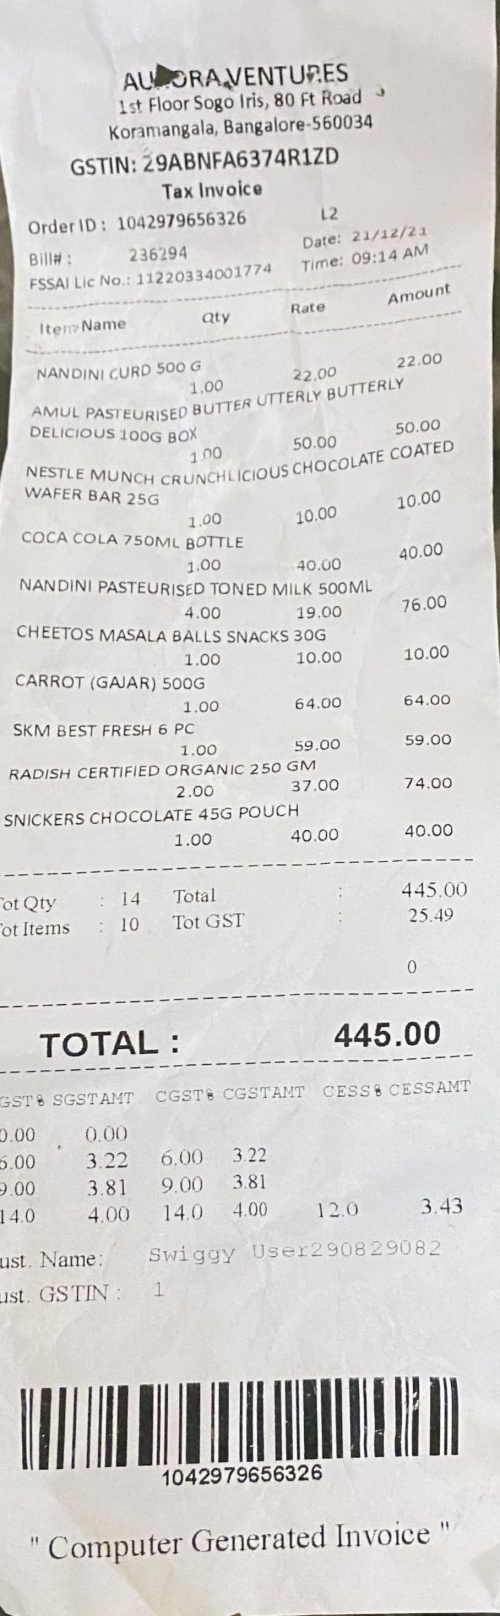 AURORA VENTURES
1st Floor Sogo Iris, 80 Ft Road
Koramangala, Bangalore-560034
GSTIN: 29ABNFA6374R1ZD
Tax Invoice
Order ID : 1042979656326 L2
Bill# : 236294 Date: 21/12/21
FSSAI Lic No.: 11220334001774 Time: 09:14 AM
Item Name Qty Rate Amount
NANDINI CURD 500 G
1.00 22.00 22.00
AMUL PASTEURISED BUTTER UTTERLY BUTTERLY
DELICIOUS 100G BOX
1.00 50.00 50.00
NESTLE MUNCH CRUNCHLICIOUS CHOCOLATE COATED
WAFER BAR 25G
1.00 10.00 10.00
COCA COLA 750ML BOTTLE
1.00 40.00 40.00
NANDINI PASTEURISED TONED MILK 500ML
4.00 19.00 76.00
CHEETOS MASALA BALLS SNACKS 30G
1.00 10.00 10.00
CARROT (GAJAR) 500G
1.00 64.00 64.00
SKM BEST FRESH 6 PC
1.00 59.00 59.00
RADISH CERTIFIED ORGANIC 250 GM
2.00 37.00 74.00
SNICKERS CHOCOLATE 45G POUCH
1.00 40.00 40.00
Tot Qty : 14 Total : 445.00
Tot Items : 10 Tot GST : 25.49
0
TOTAL : 445.00
GST% SGSTAMT CGST% CGSTAMT CESS% CESSAMT
0.00 0.00
6.00 3.22 6.00 3.22
9.00 3.81 9.00 3.81
14.0 4.00 14.0 4.00 12.0 3.43
ust. Name: Swiggy User290829082
ust. GSTIN : 1
1042979656326
" Computer Generated Invoice "